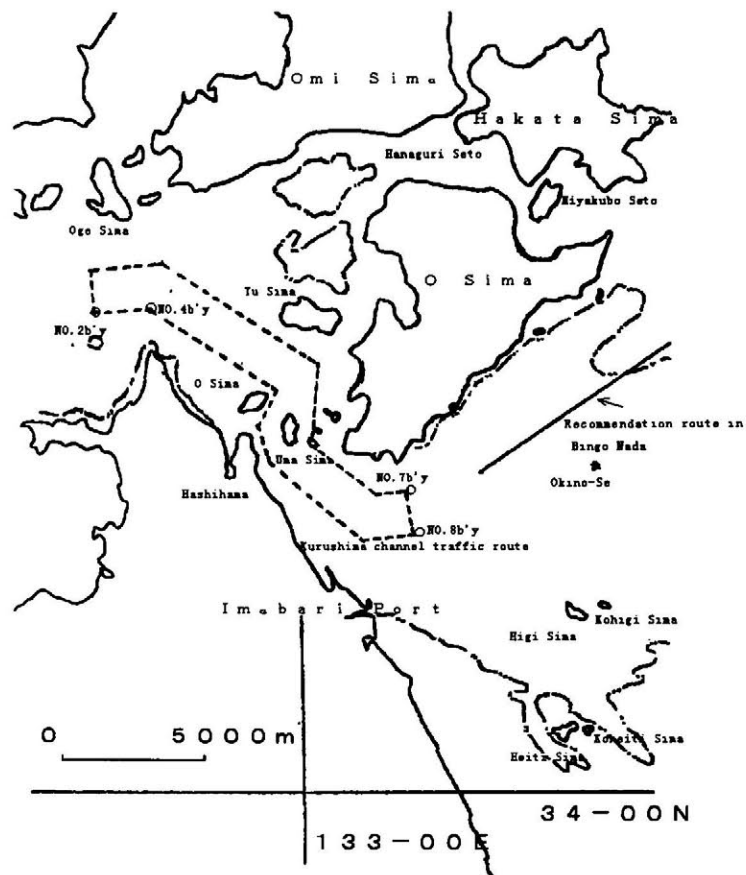 Omi Sima
Hakata Sima
Hanaguri Seto
Miyakubo Seto
Oge Sima
O Sima
Tu Sima
NO.4b'y
NO.2b'y
O Sima
Recommendation route in
Bingo Nada
Uma Sima
Okino-Se
NO.7b'y
Hashihama
NO.8b'y
Kurushima channel traffic route
Imabari Port
Kohigi Sima
Higi Sima
0 5000m
Koheiti Sima
Heiti Sima
34-00N
133-00E